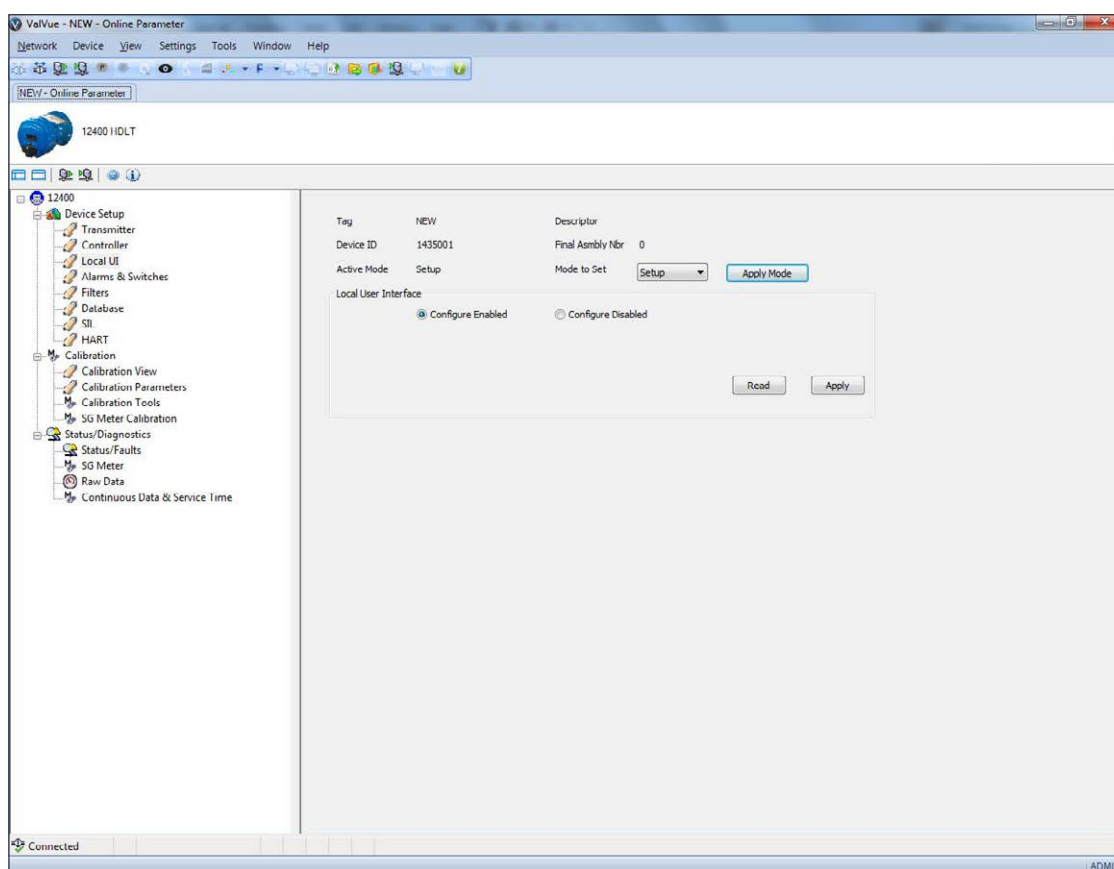 ValVue - NEW - Online Parameter
Network Device View Settings Tools Window Help
F
NEW - Online Parameter
12400 HDLT
12400
Device Setup
Transmitter
Controller
Local UI
Alarms & Switches
Filters
Database
SIL
HART
Calibration
Calibration View
Calibration Parameters
Calibration Tools
SG Meter Calibration
Status/Diagnostics
Status/Faults
SG Meter
Raw Data
Continuous Data & Service Time
Tag NEW Descriptor
Device ID 1435001 Final Asmbly Nbr 0
Active Mode Setup Mode to Set Setup Apply Mode
Local User Interface
Configure Enabled Configure Disabled
Read Apply
Connected
ADMI